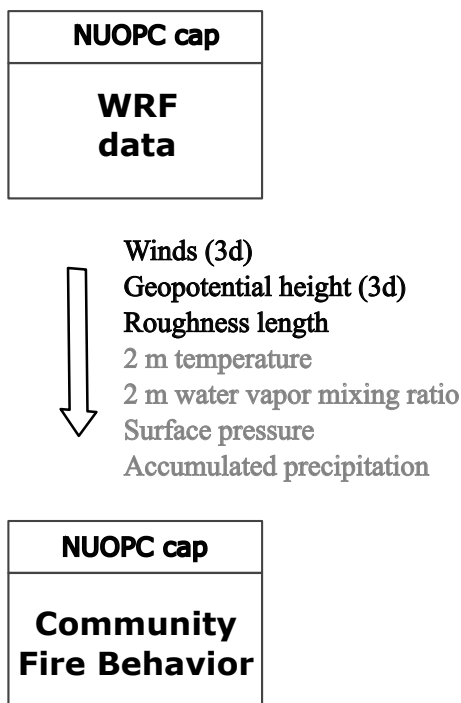 NUOPC cap
WRF
data
Winds (3d)
Geopotential height (3d)
Roughness length
2 m temperature
2 m water vapor mixing ratio
Surface pressure
Accumulated precipitation
NUOPC cap
Community
Fire Behavior